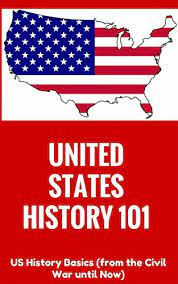 UNITED
STATES
HISTORY 101
US History Basics (from the Civil
War until Now)